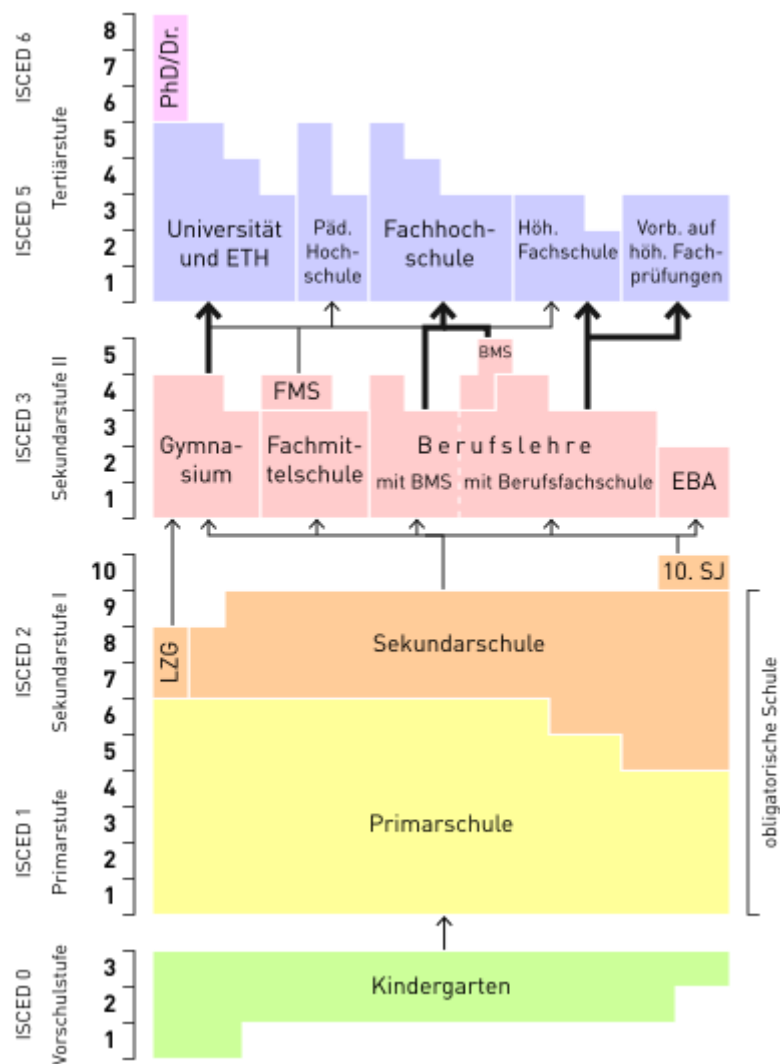 ISCED 6
8
7
6
PhD/Dr.
Tertiärstufe
ISCED 5
5
4
3
2
1
Universität
und ETH
Päd.
Hoch-
schule
Fachhoch-
schule
Höh.
Fachschule
Vorb. auf
höh. Fach-
prüfungen
ISCED 3
Sekundarstufe II
5
4
3
2
1
BMS
FMS
Gymna-
sium
Fachmit-
telschule
Berufslehre
mit BMS
mit Berufsfachschule
EBA
ISCED 2
Sekundarstufe I
10
9
8
7
10. SJ
LZG
Sekundarschule
6
5
4
3
2
1
ISCED 1
Primarstufe
Primarschule
obligatorische Schule
ISCED 0
Vorschulstufe
3
2
1
Kindergarten